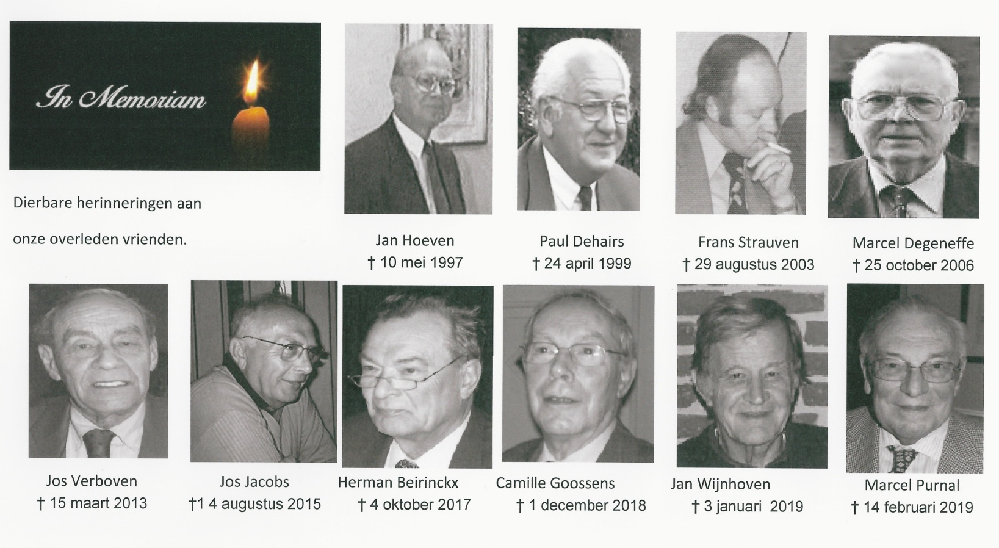 In Memoriam
Dierbare herinneringen aan
onze overleden vrienden.
Jan Hoeven
† 10 mei 1997
Paul Dehairs
† 24 april 1999
Frans Strauven
† 29 augustus 2003
Marcel Degeneffe
† 25 october 2006
Jos Verboven
† 15 maart 2013
Jos Jacobs
†1 4 augustus 2015
Herman Beirinckx
† 4 oktober 2017
Camille Goossens
† 1 december 2018
Jan Wijnhoven
† 3 januari  2019
Marcel Purnal
† 14 februari 2019